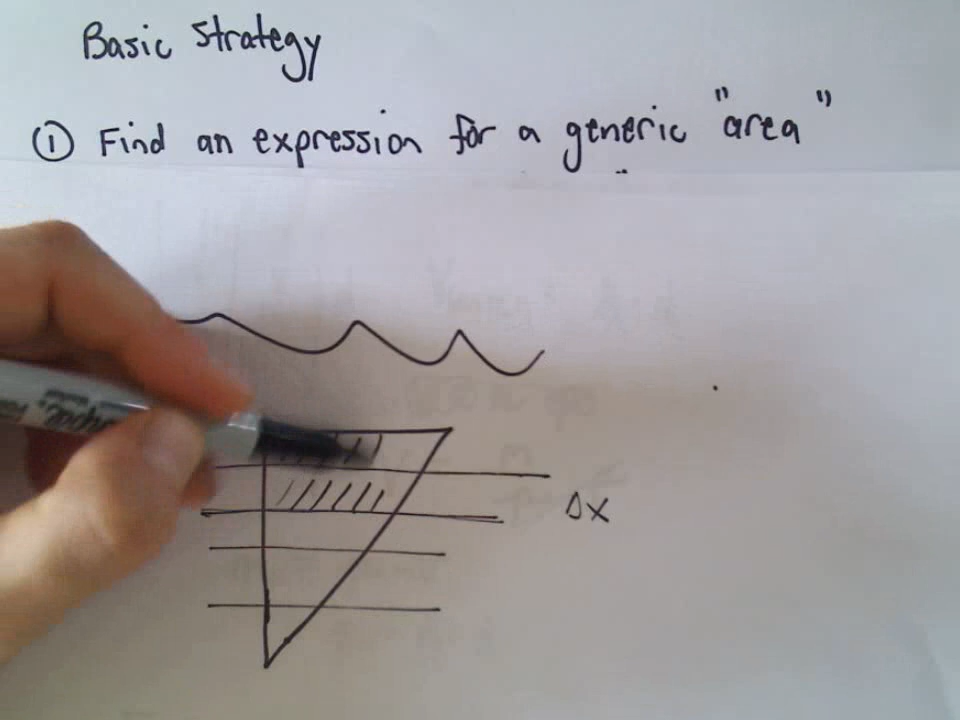 Basic Strategy
① Find an expression for a generic "area"
Δx